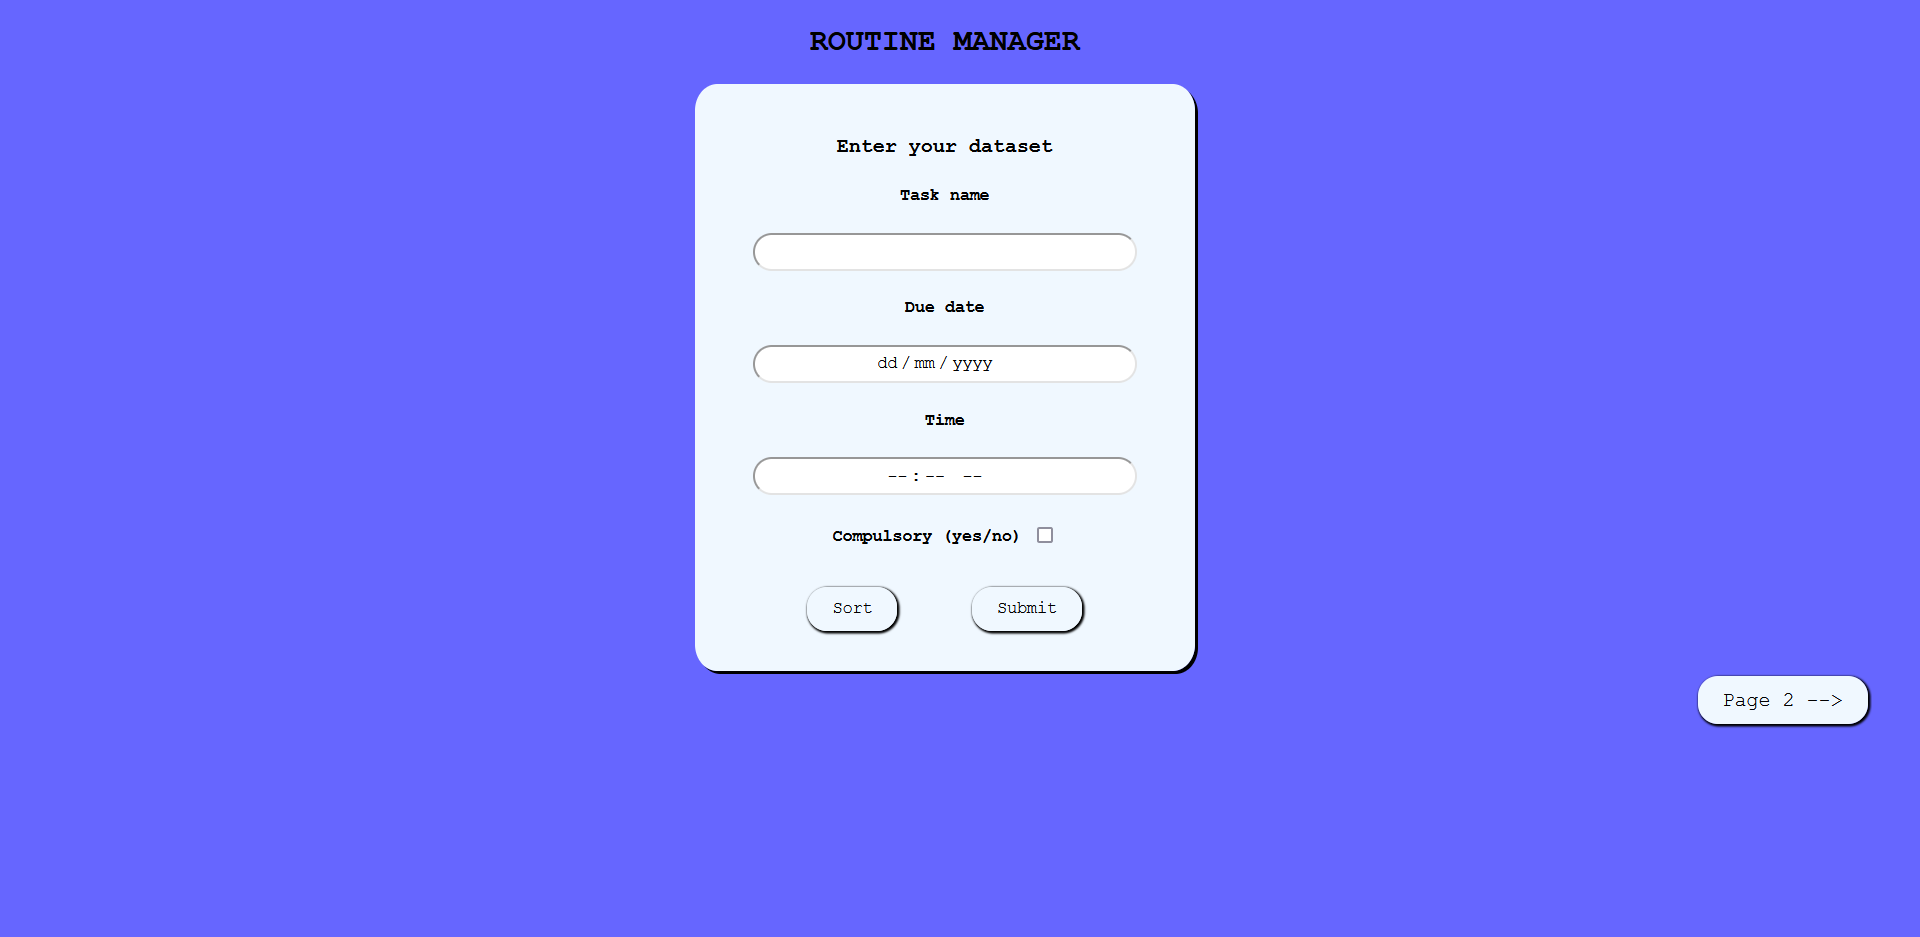 ROUTINE MANAGER
Enter your dataset
Task name
Due date
dd/mm/yyyy
Time
--:-- --
Compulsory (yes/no)
Sort Submit
Page 2 -->